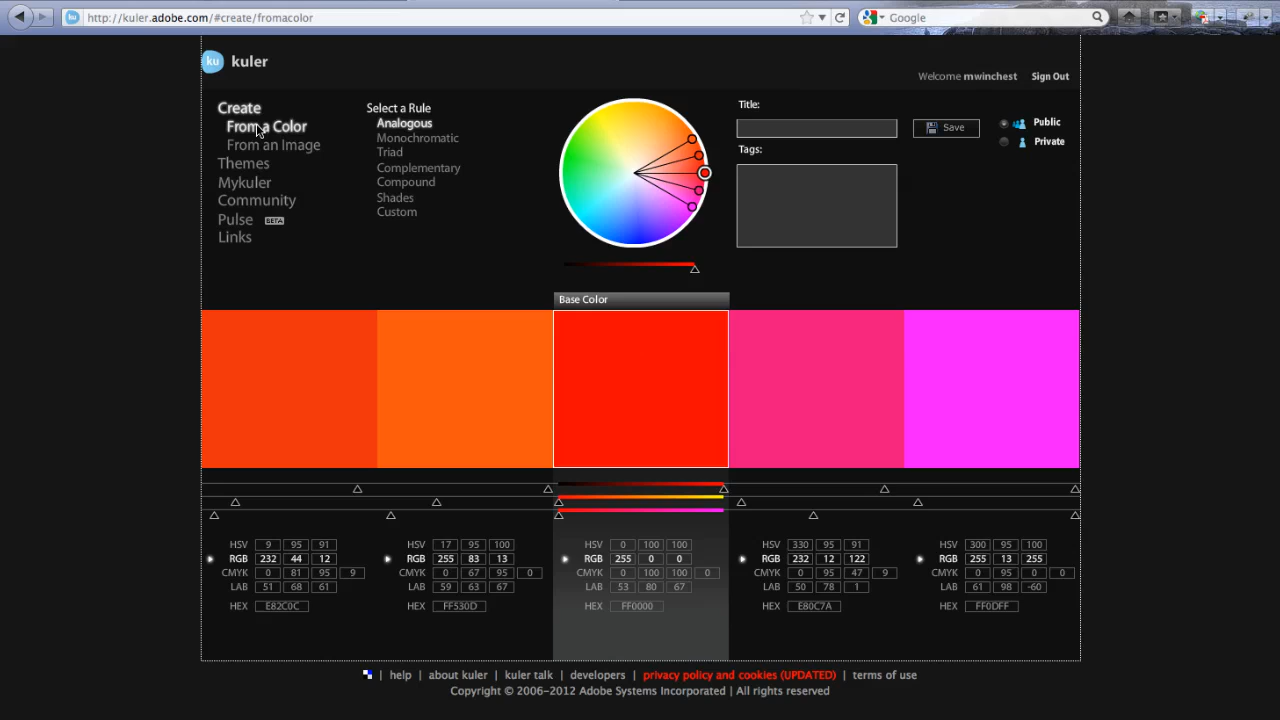 http://kuler.adobe.com/#create/fromacolor
Google
ku kuler
Welcome mwinchest Sign Out
Create
From a Color
From an Image
Themes
Mykuler
Community
Pulse BETA
Links
Select a Rule
Analogous
Monochromatic
Triad
Complementary
Compound
Shades
Custom
Title:
Save
Public
Private
Tags:
Base Color
HSV 9 95 91
RGB 232 44 12
CMYK 0 81 95 9
LAB 51 68 61
HEX E82C0C
HSV 17 95 100
RGB 255 83 13
CMYK 0 67 95 0
LAB 59 63 67
HEX FF530D
HSV 0 100 100
RGB 255 0 0
CMYK 0 100 100 0
LAB 53 80 67
HEX FF0000
HSV 330 95 91
RGB 232 12 122
CMYK 0 95 47 9
LAB 50 78 1
HEX E80C7A
HSV 300 95 100
RGB 255 13 255
CMYK 0 95 0 0
LAB 61 98 -60
HEX FF0DFF
| help | about kuler | kuler talk | developers | privacy policy and cookies (UPDATED) | terms of use
Copyright © 2006-2012 Adobe Systems Incorporated | All rights reserved